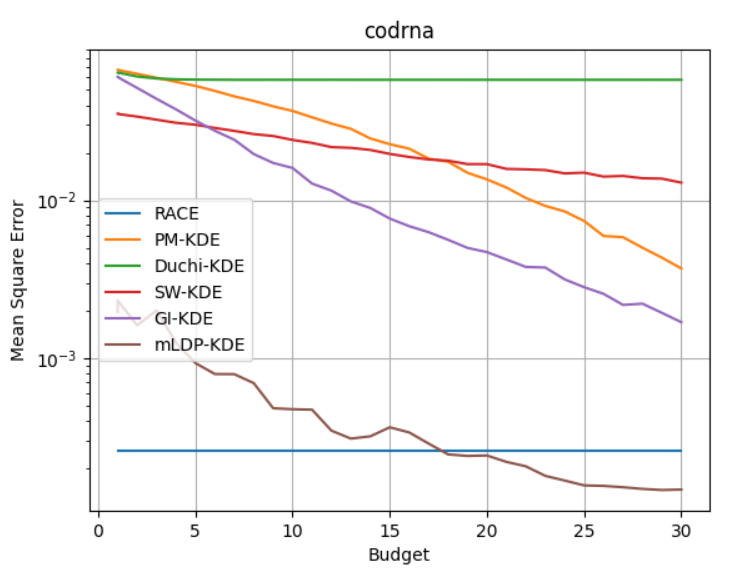 codrna
Mean Square Error
10⁻²
10⁻³
RACE
PM-KDE
Duchi-KDE
SW-KDE
GI-KDE
mLDP-KDE
0 5 10 15 20 25 30
Budget